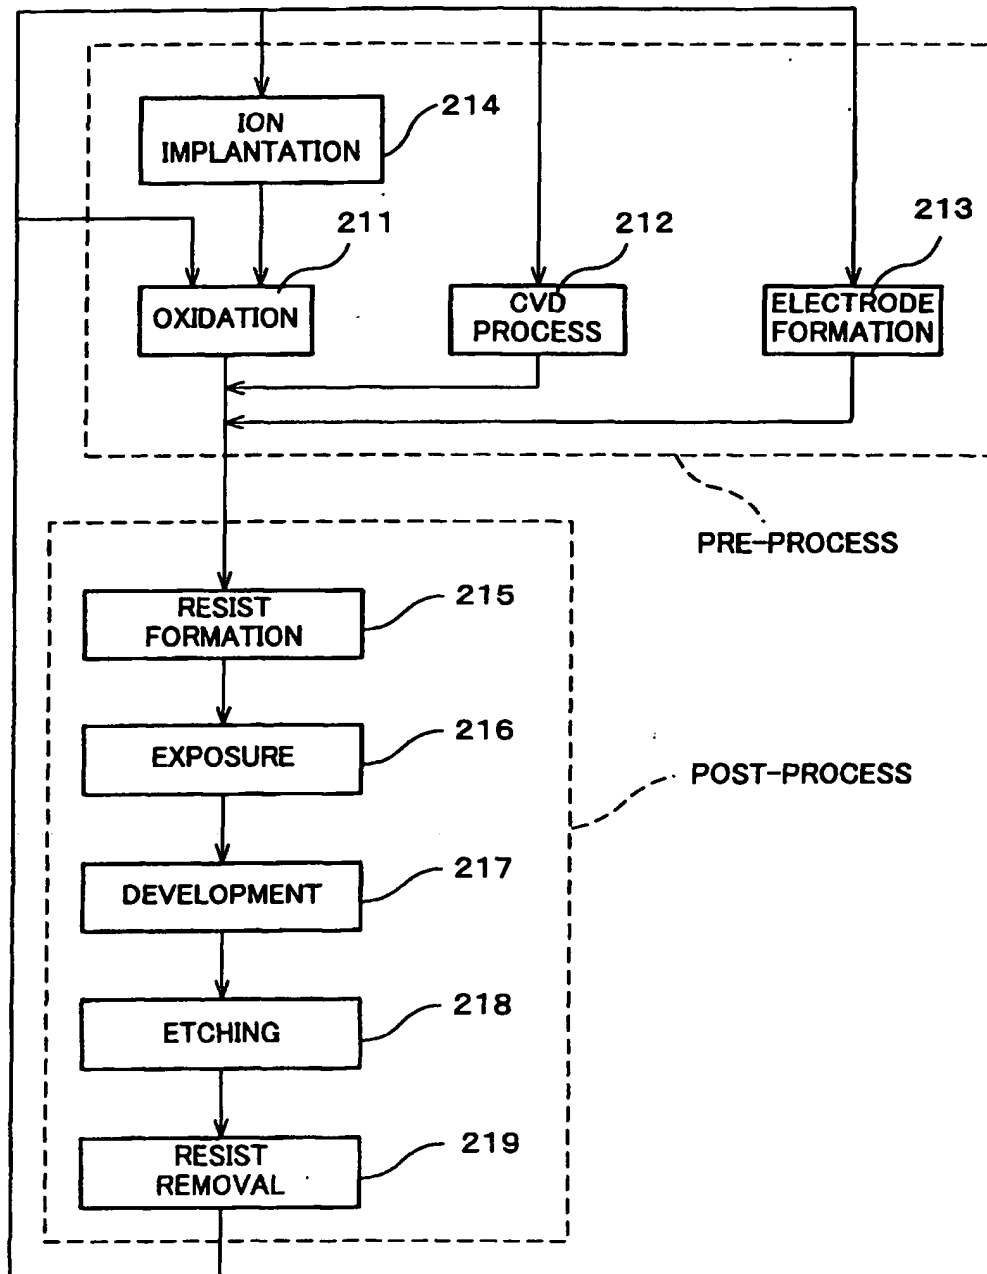 ION
IMPLANTATION
214
211
212
213
OXIDATION
CVD
PROCESS
ELECTRODE
FORMATION
PRE-PROCESS
RESIST
FORMATION
215
EXPOSURE
216
POST-PROCESS
DEVELOPMENT
217
ETCHING
218
RESIST
REMOVAL
219